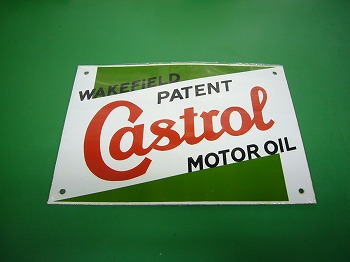 WAKEFIELD
PATENT
Castrol
MOTOR OIL